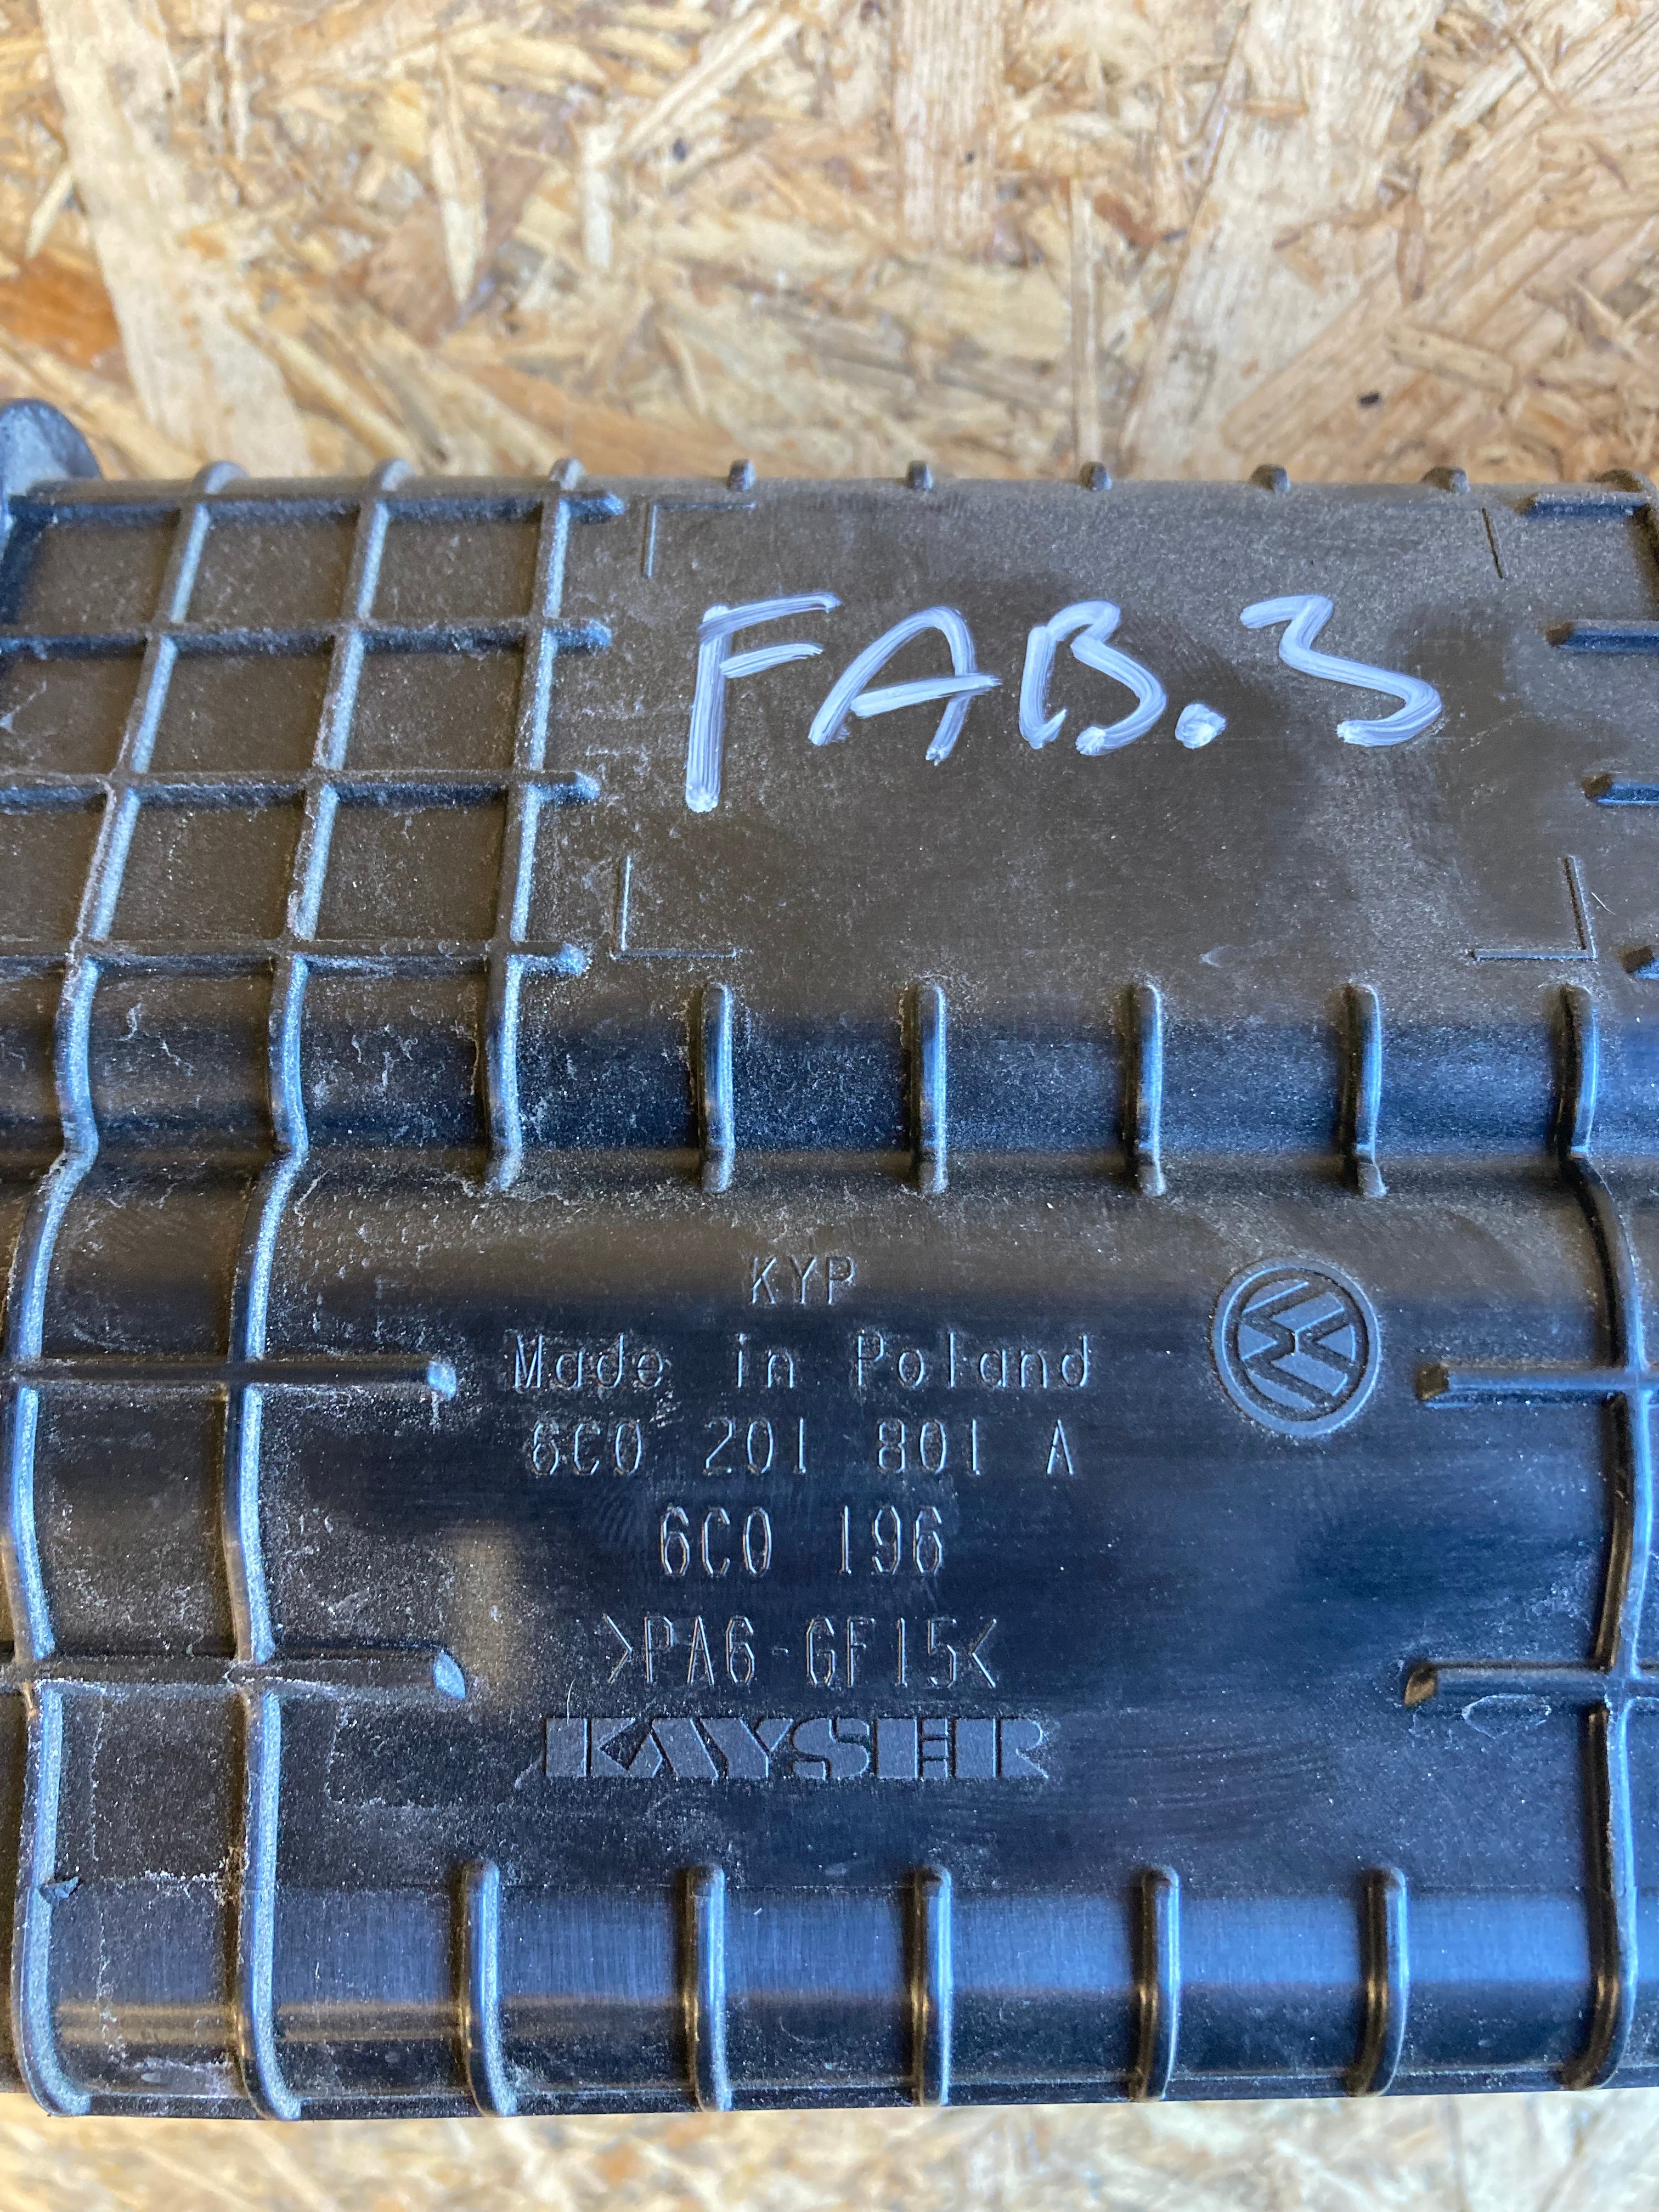 FAB.3
KYP
Made in Poland
6C0 201 801 A
6C0 196
>PA6-GF15<
KAYSER